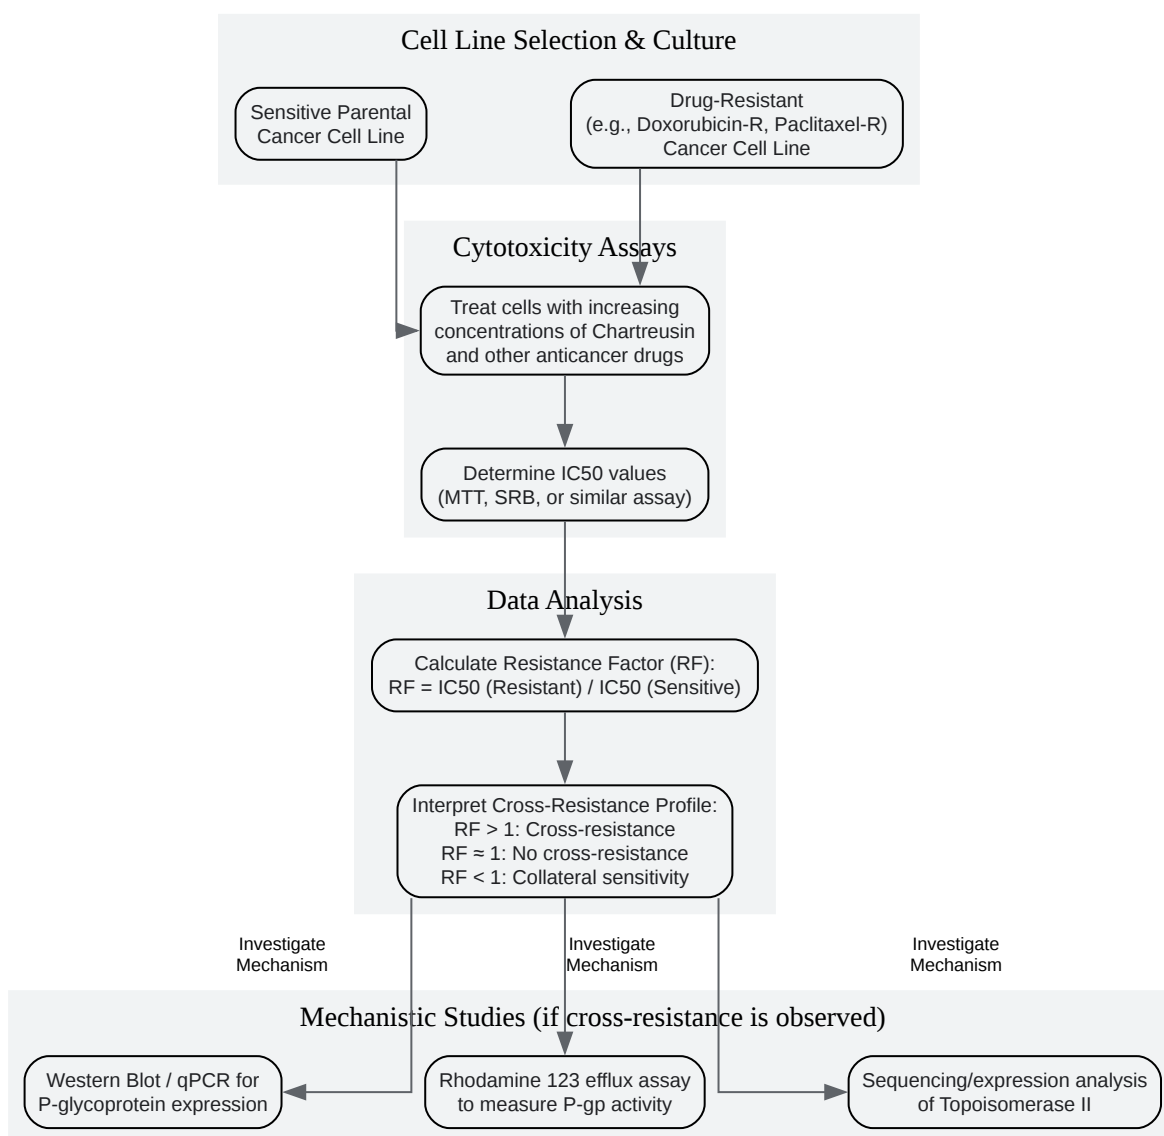 Cell Line Selection & Culture
Sensitive Parental
Cancer Cell Line
Drug-Resistant
(e.g., Doxorubicin-R, Paclitaxel-R)
Cancer Cell Line
Cytotoxicity Assays
Treat cells with increasing
concentrations of Chartreusin
and other anticancer drugs
Determine IC50 values
(MTT, SRB, or similar assay)
Data Analysis
Calculate Resistance Factor (RF):
RF = IC50 (Resistant) / IC50 (Sensitive)
Interpret Cross-Resistance Profile:
RF > 1: Cross-resistance
RF ≈ 1: No cross-resistance
RF < 1: Collateral sensitivity
Investigate
Mechanism
Investigate
Mechanism
Investigate
Mechanism
Mechanistic Studies (if cross-resistance is observed)
Western Blot / qPCR for
P-glycoprotein expression
Rhodamine 123 efflux assay
to measure P-gp activity
Sequencing/expression analysis
of Topoisomerase II